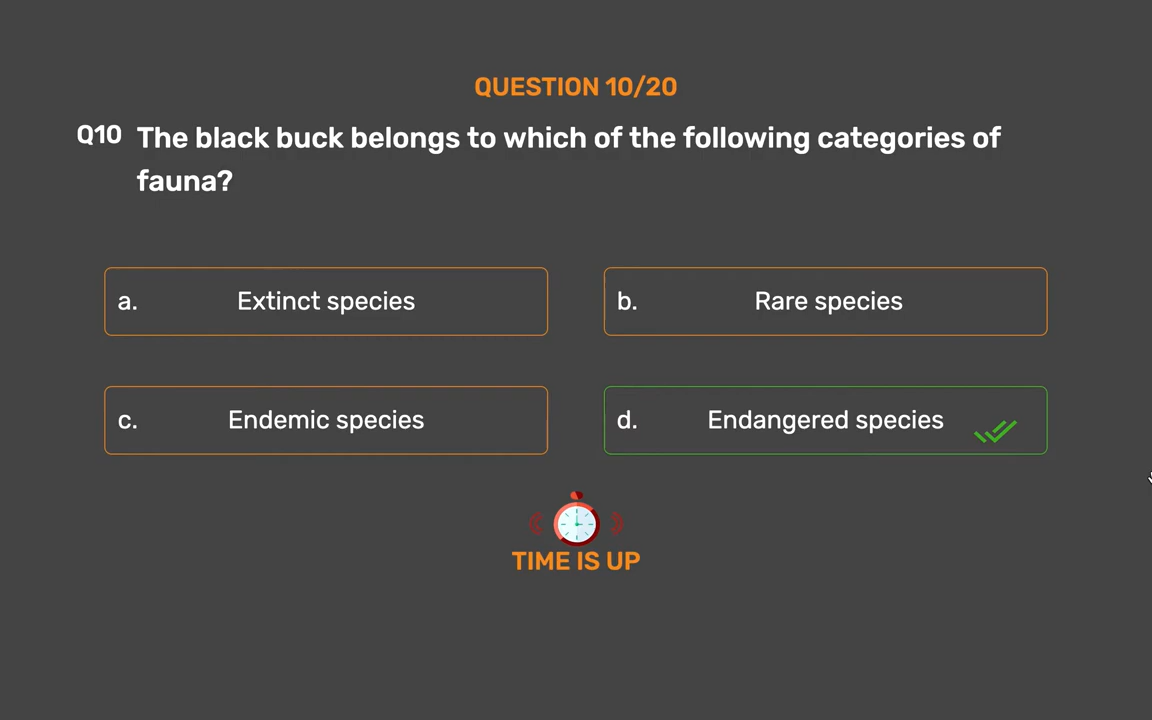 QUESTION 10/20
Q10 The black buck belongs to which of the following categories of
fauna?
a. Extinct species
b. Rare species
c. Endemic species
d. Endangered species
TIME IS UP